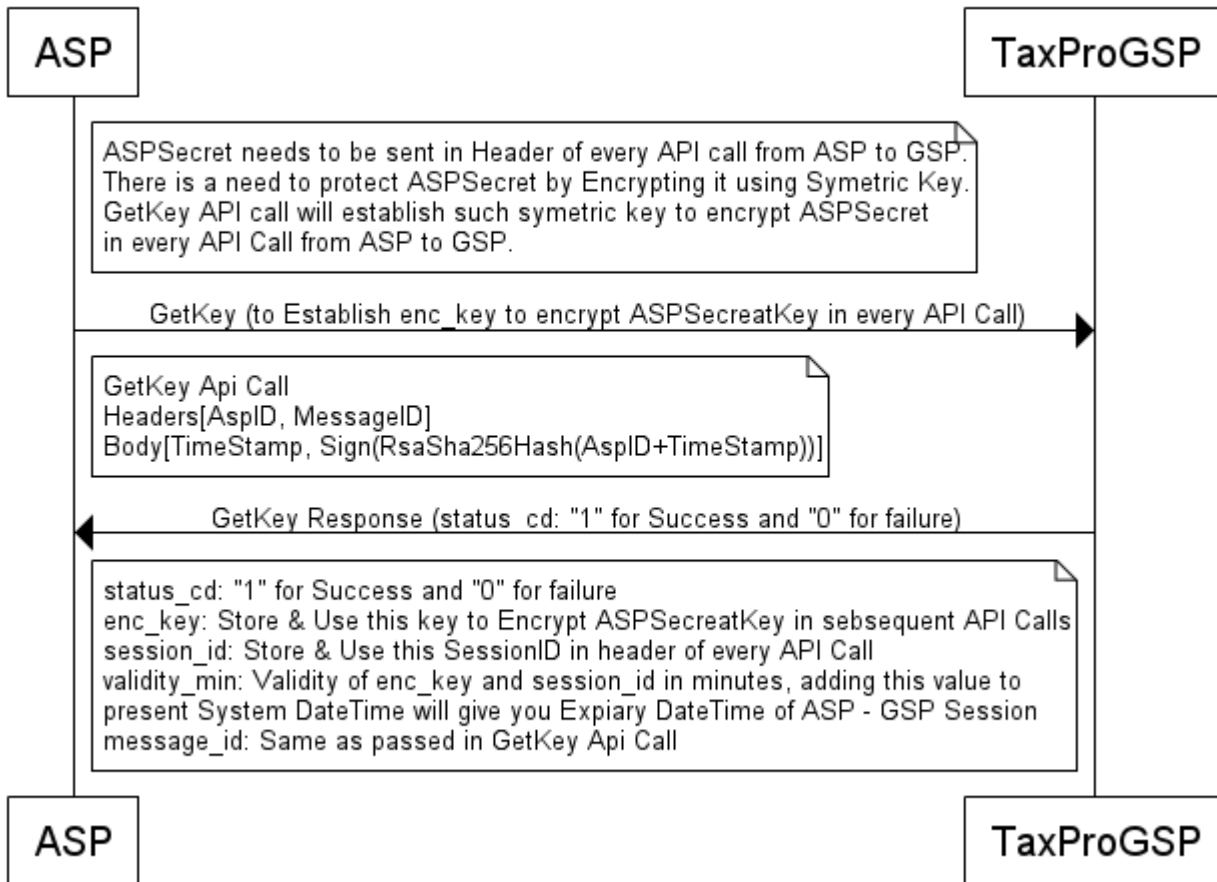 ASP
TaxProGSP
ASPSecret needs to be sent in Header of every API call from ASP to GSP.
There is a need to protect ASPSecret by Encrypting it using Symetric Key.
GetKey API call will establish such symetric key to encrypt ASPSecret
in every API Call from ASP to GSP.
GetKey (to Establish enc_key to encrypt ASPSecreatKey in every API Call)
GetKey Api Call
Headers[AspID, MessageID]
Body[TimeStamp, Sign(RsaSha256Hash(AspID+TimeStamp))]
GetKey Response (status_cd: "1" for Success and "0" for failure)
status_cd: "1" for Success and "0" for failure
enc_key: Store & Use this key to Encrypt ASPSecreatKey in sebsequent API Calls
session_id: Store & Use this SessionID in header of every API Call
validity_min: Validity of enc_key and session_id in minutes, adding this value to
present System DateTime will give you Expiary DateTime of ASP - GSP Session
message_id: Same as passed in GetKey Api Call
ASP
TaxProGSP